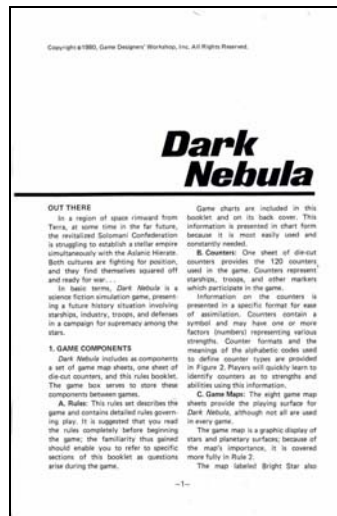 Copyright ©1980, Game Designers' Workshop, Inc. All Rights Reserved.
Dark
Nebula
OUT THERE
In a region of space rimward from
Terra, at some time in the far future,
the revitalized Solomani Confederation
is struggling to establish a stellar empire
simultaneously with the Aslanic Hierate.
Both cultures are fighting for position,
and they find themselves squared off
and ready for war. . .
In basic terms, Dark Nebula is a
science fiction simulation game, present-
ing a future history situation involving
starships, industry, troops, and defenses
in a campaign for supremacy among the
stars.
1. GAME COMPONENTS
Dark Nebula includes as components
a set of game map sheets, one sheet of
die-cut counters, and this rules booklet.
The game box serves to store these
components between games.
A. Rules: This rules set describes the
game and contains detailed rules govern-
ing play. It is suggested that you read
the rules completely before beginning
the game; the familiarity thus gained
should enable you to refer to specific
sections of this booklet as questions
arise during the game.
Game charts are included in this
booklet and on its back cover. This
information is presented in chart form
because it is most easily used and
constantly needed.
B. Counters: One sheet of die-cut
counters provides the 120 counters
used in the game. Counters represent
starships, troops, and other markers
which participate in the game.
Information on the counters is
presented in a specific format for ease
of assimilation. Counters contain a
symbol and may have one or more
factors (numbers) representing various
strengths. Counter formats and the
meanings of the alphabetic codes used
to define counter types are provided
in Figure 2. Players will quickly learn to
identify counters as to strengths and
abilities using this information.
C. Game Maps: The eight game map
sheets provide the playing surface for
Dark Nebula, although not all are used
in every game.
The game map is a graphic display of
stars and planetary surfaces; because of
the map's importance, it is covered
more fully in Rule 2.
The map labeled Bright Star also
—1—